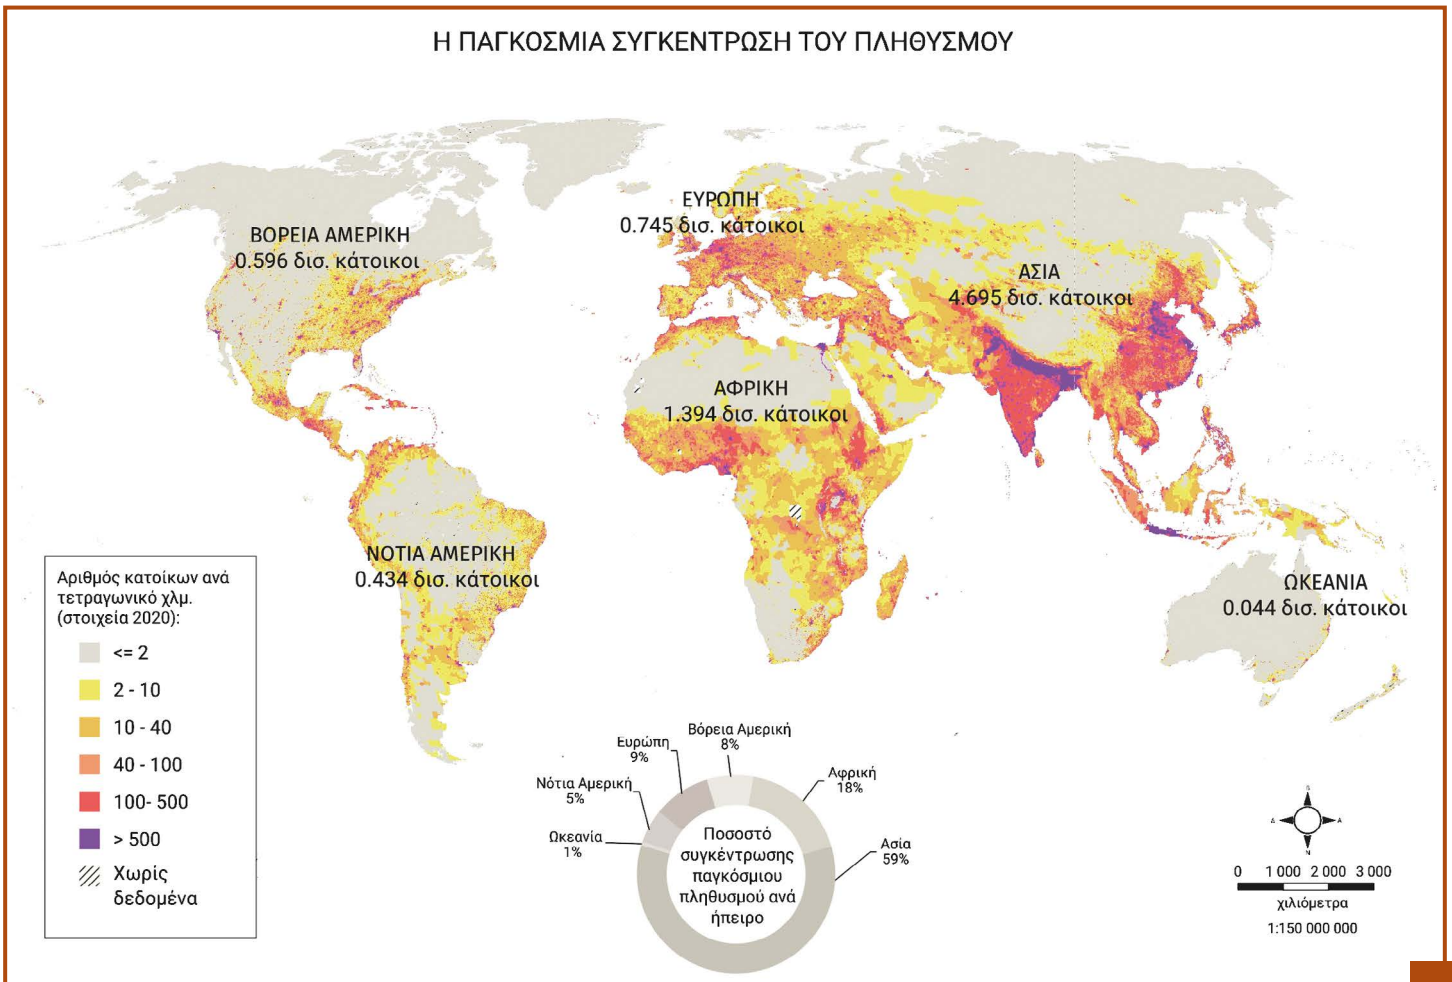 Η ΠΑΓΚΟΣΜΙΑ ΣΥΓΚΕΝΤΡΩΣΗ ΤΟΥ ΠΛΗΘΥΣΜΟΥ
ΕΥΡΩΠΗ
0.745 δισ. κάτοικοι
ΒΟΡΕΙΑ ΑΜΕΡΙΚΗ
0.596 δισ. κάτοικοι
ΑΣΙΑ
4.695 δισ. κάτοικοι
ΑΦΡΙΚΗ
1.394 δισ. κάτοικοι
ΝΟΤΙΑ ΑΜΕΡΙΚΗ
0.434 δισ. κάτοικοι
ΩΚΕΑΝΙΑ
0.044 δισ. κάτοικοι
Αριθμός κατοίκων ανά
τετραγωνικό χλμ.
(στοιχεία 2020):
<= 2
2 - 10
10 - 40
40 - 100
100- 500
> 500
Χωρίς
δεδομένα
Βόρεια Αμερική
8%
Ευρώπη
9%
Νότια Αμερική
5%
Ωκεανία
1%
Αφρική
18%
Ασία
59%
Ποσοστό
συγκέντρωσης
παγκόσμιου
πληθυσμού ανά
ήπειρο
Β
Δ
Α
Ν
0 1 000 2 000 3 000
χιλιόμετρα
1:150 000 000